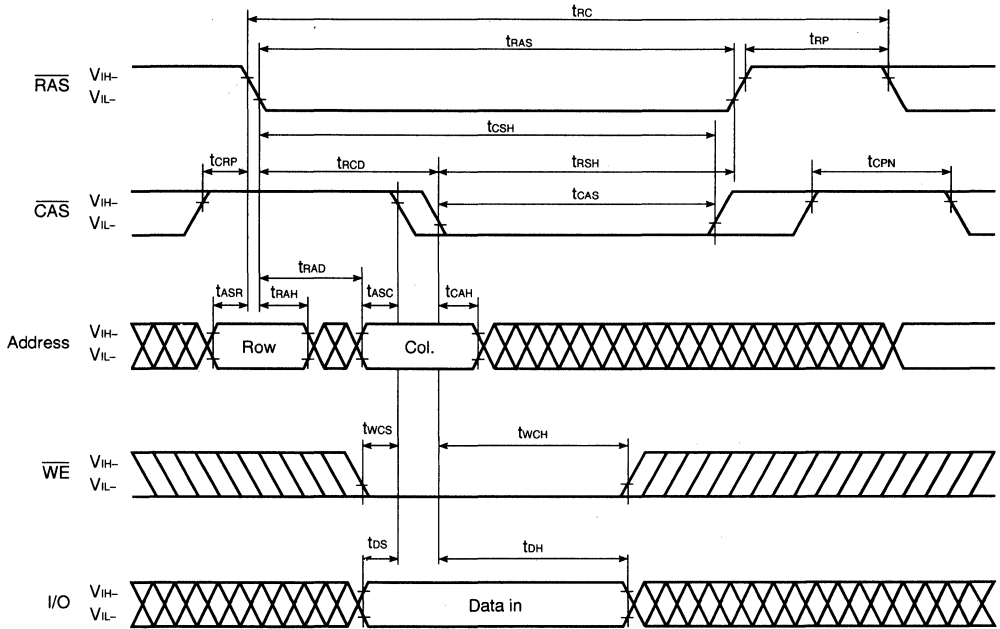 tRC
tRAS
tRP
RAS
VIH–
VIL–
tCSH
tCRP
tRCD
tRSH
tCPN
tCAS
CAS
VIH–
VIL–
tRAD
tASR
tRAH
tASC
tCAH
Address
VIH–
VIL–
Row
Col.
tWCS
tWCH
WE
VIH–
VIL–
tDS
tDH
I/O
VIH–
VIL–
Data in